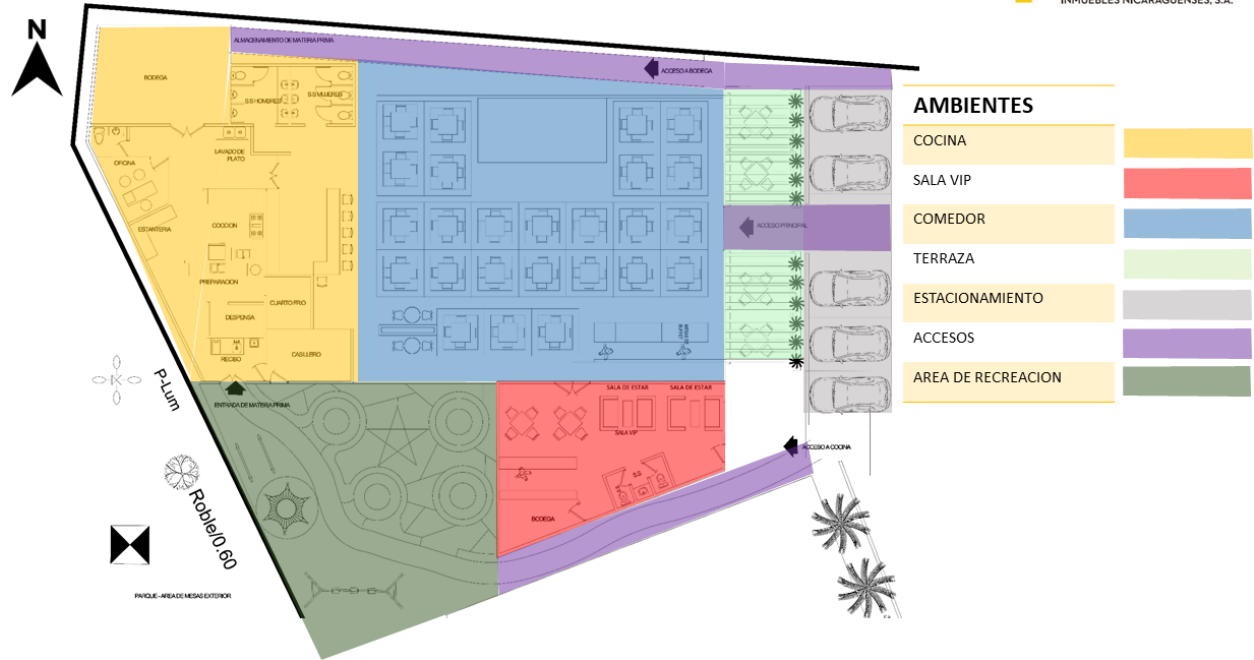 INMUEBLES NICARAGUENSES, S.A.
N
ALMACENAMIENTO DE MATERIA PRIMA
ACCESO A BODEGA
BODEGA
S.S HOMBRES
S.S MUJERES
LAVADO DE
PLATO
OFICINA
ESTANTERIA
COCCION
PREPARACION
CUARTO FRIO
DESPENSA
CASILLERO
RECIBO
ACCESO PRINCIPAL
ENTRADA DE MATERIA PRIMA
SALA DE ESTAR
SALA DE ESTAR
SALA VIP
BODEGA
ACCESO A COCINA
P-Lum
Roble/0.60
PARQUE - AREA DE MESAS EXTERIOR
AMBIENTES
COCINA
SALA VIP
COMEDOR
TERRAZA
ESTACIONAMIENTO
ACCESOS
AREA DE RECREACION